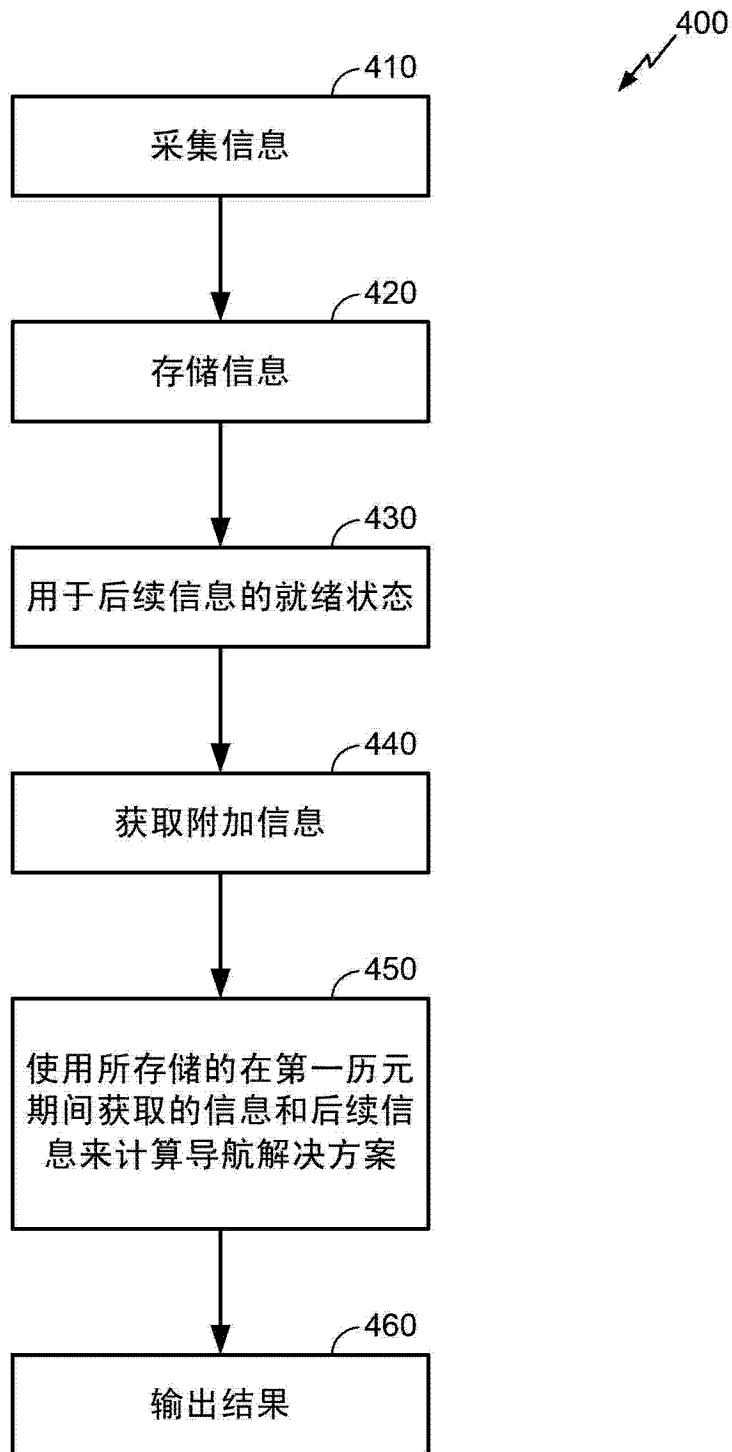 400
410
采集信息
420
存储信息
430
用于后续信息的就绪状态
440
获取附加信息
450
使用所存储的在第一历元
期间获取的信息和后续信
息来计算导航解决方案
460
输出结果